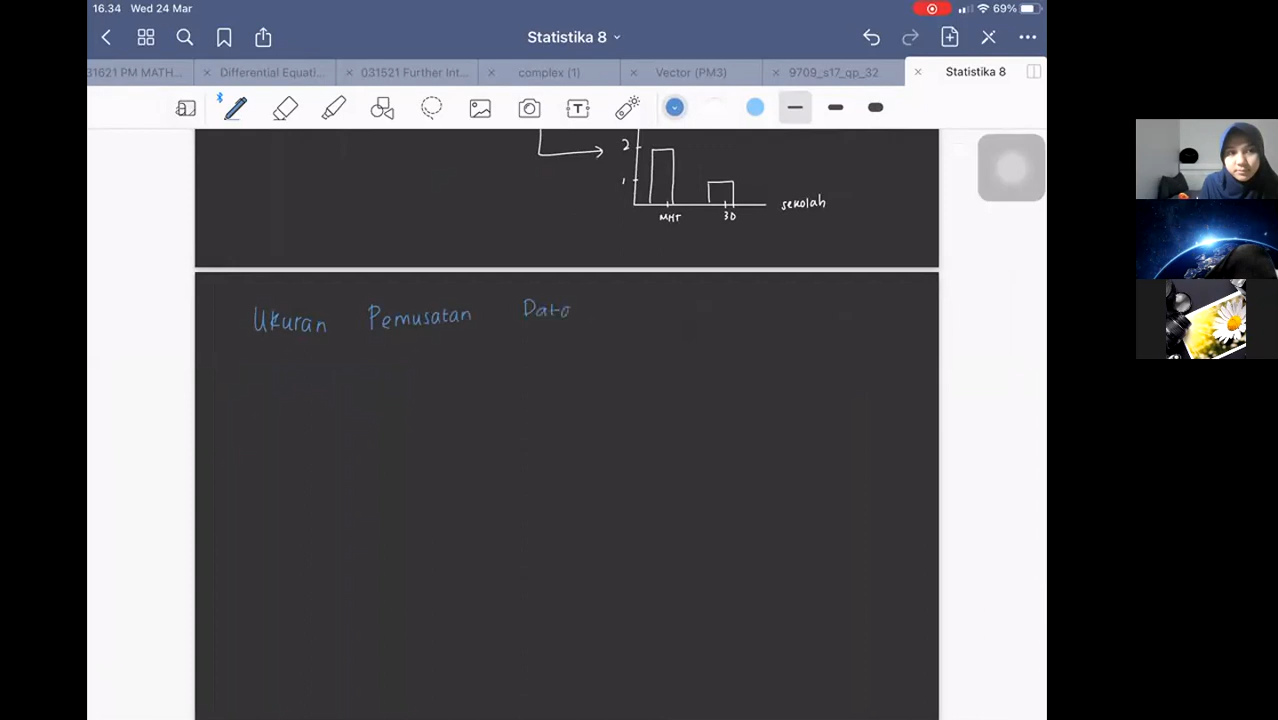 16.34 Wed 24 Mar
69%
Statistika 8
31621 PM MATH...
Differential Equati...
031521 Further Int...
complex (1)
Vector (PM3)
9709_s17_qp_32
Statistika 8
T
2
1
MHT
3D
sekolah
Ukuran Pemusatan Data